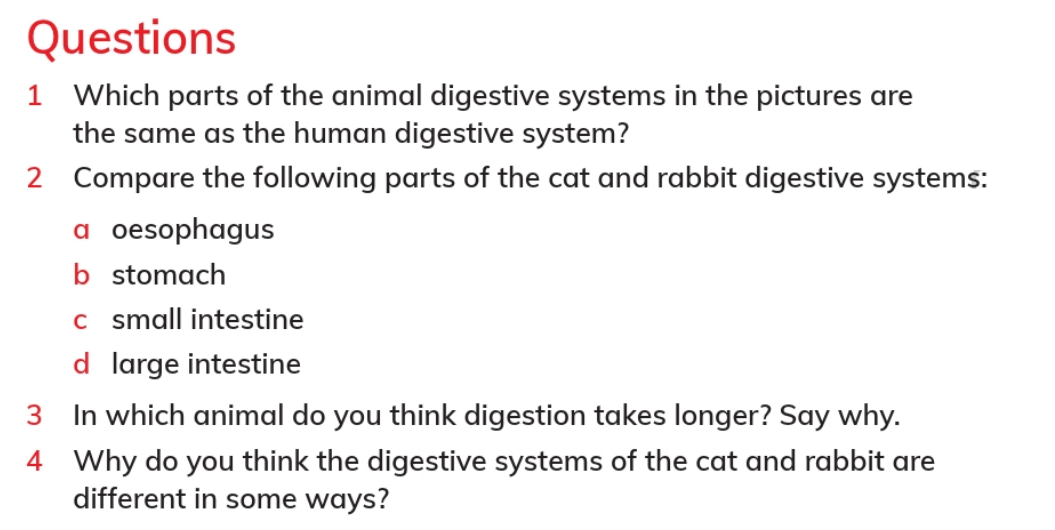 Questions
1 Which parts of the animal digestive systems in the pictures are
the same as the human digestive system?
2 Compare the following parts of the cat and rabbit digestive systems:
a oesophagus
b stomach
c small intestine
d large intestine
3 In which animal do you think digestion takes longer? Say why.
4 Why do you think the digestive systems of the cat and rabbit are
different in some ways?